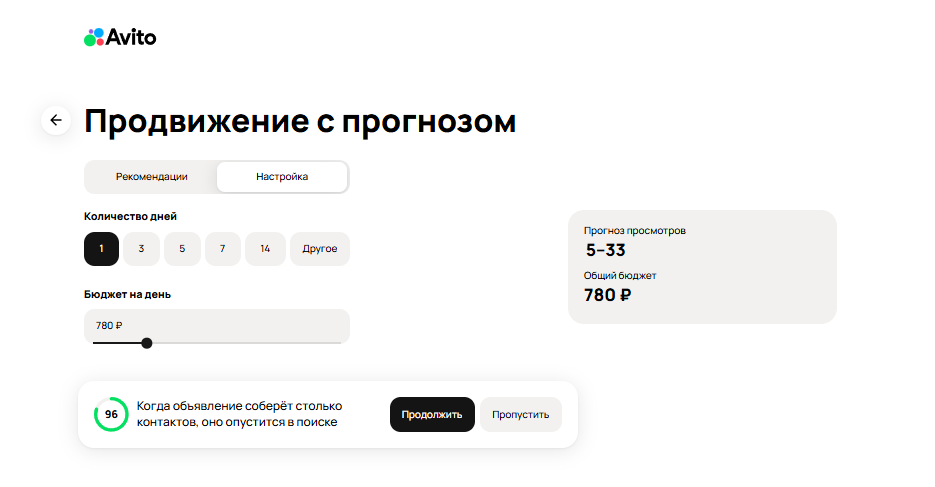 Avito
Продвижение с прогнозом
Рекомендации
Настройка
Количество дней
1
3
5
7
14
Другое
Бюджет на день
780 ₽
Прогноз просмотров
5–33
Общий бюджет
780 ₽
96
Когда объявление соберёт столько
контактов, оно опустится в поиске
Продолжить
Пропустить